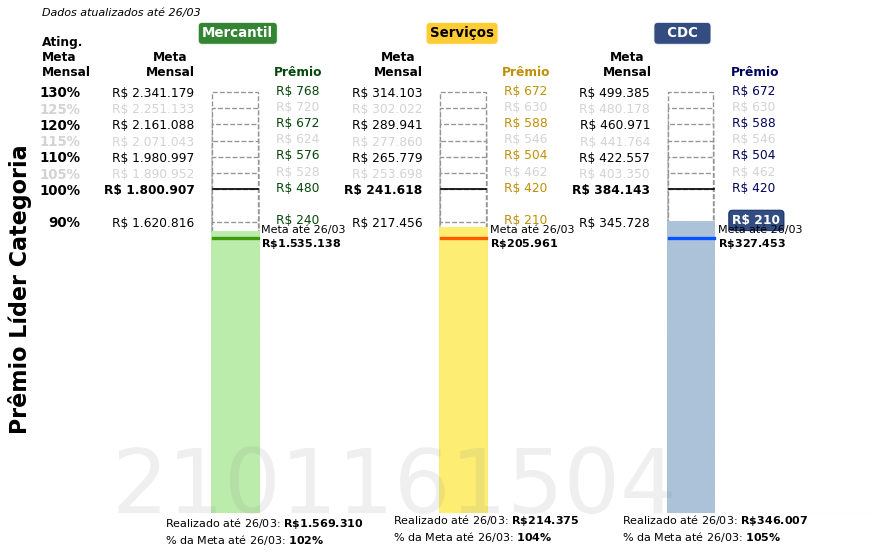 Dados atualizados até 26/03
Mercantil Serviços CDC
Ating.
Meta Meta Meta Meta
Mensal Mensal Prêmio Mensal Prêmio Mensal Prêmio
130% R$ 2.341.179 R$ 768 R$ 314.103 R$ 672 R$ 499.385 R$ 672
125% R$ 2.251.133 R$ 720 R$ 302.022 R$ 630 R$ 480.178 R$ 630
120% R$ 2.161.088 R$ 672 R$ 289.941 R$ 588 R$ 460.971 R$ 588
115% R$ 2.071.043 R$ 624 R$ 277.860 R$ 546 R$ 441.764 R$ 546
110% R$ 1.980.997 R$ 576 R$ 265.779 R$ 504 R$ 422.557 R$ 504
105% R$ 1.890.952 R$ 528 R$ 253.698 R$ 462 R$ 403.350 R$ 462
100% R$ 1.800.907 R$ 480 R$ 241.618 R$ 420 R$ 384.143 R$ 420
90% R$ 1.620.816 R$ 240 R$ 217.456 R$ 210 R$ 345.728 R$ 210
Meta até 26/03 Meta até 26/03 Meta até 26/03
R$1.535.138 R$205.961 R$327.453
Prêmio Líder Categoria
2101161504
Realizado até 26/03: R$1.569.310 Realizado até 26/03: R$214.375 Realizado até 26/03: R$346.007
% da Meta até 26/03: 102% % da Meta até 26/03: 104% % da Meta até 26/03: 105%